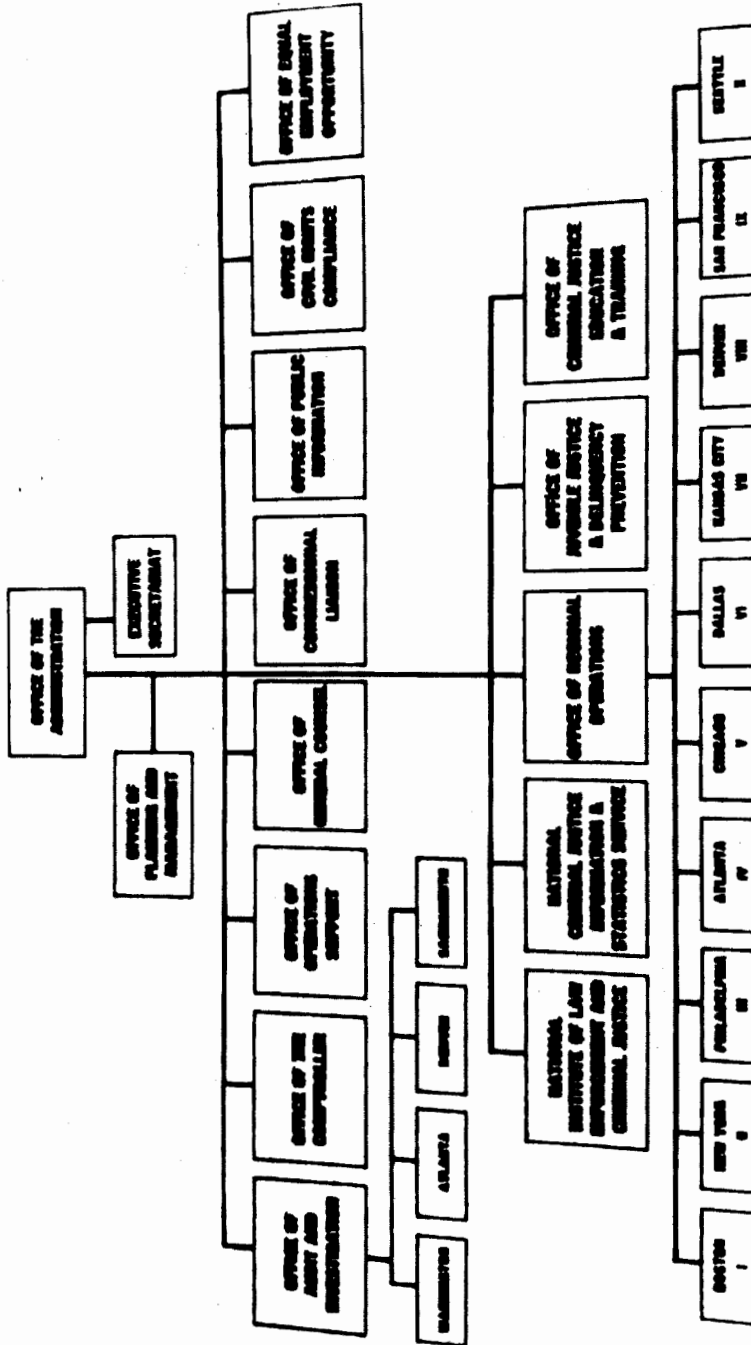 OFFICE OF THE
ADMINISTRATION
OFFICE OF
PLANNING AND
MANAGEMENT
EXECUTIVE
SECRETARIAT
OFFICE OF
AUDIT AND
INVESTIGATION
OFFICE OF THE
COMPTROLLER
OFFICE OF
OPERATIONS
SUPPORT
OFFICE OF
GENERAL COUNSEL
OFFICE OF
CONGRESSIONAL
LIAISON
OFFICE OF PUBLIC
INFORMATION
OFFICE OF
CIVIL RIGHTS
COMPLIANCE
OFFICE OF EQUAL
EMPLOYMENT
OPPORTUNITY
WASHINGTON
ATLANTA
DENVER
SACRAMENTO
NATIONAL
INSTITUTE OF LAW
ENFORCEMENT AND
CRIMINAL JUSTICE
NATIONAL
CRIMINAL JUSTICE
INFORMATION &
STATISTICS SERVICE
OFFICE OF REGIONAL
OPERATIONS
OFFICE OF
JUVENILE JUSTICE
& DELINQUENCY
PREVENTION
OFFICE OF
CRIMINAL JUSTICE
EDUCATION
& TRAINING
BOSTON
I
NEW YORK
II
PHILADELPHIA
III
ATLANTA
IV
CHICAGO
V
DALLAS
VI
KANSAS CITY
VII
DENVER
VIII
SAN FRANCISCO
IX
SEATTLE
X